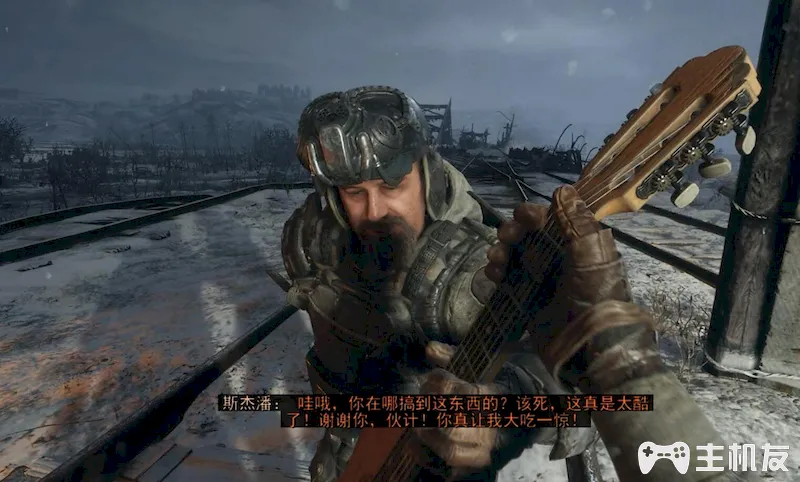 斯杰潘： 哇哦，你在哪搞到这东西的？该死，这真是太酷
了！谢谢你，伙计！你真让我大吃一惊！
主机友